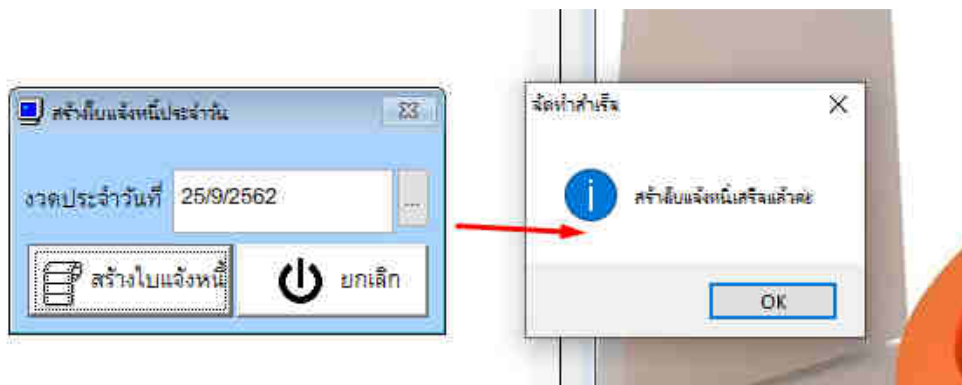 สร้างใบแจ้งหนี้ประจำวัน
งวดประจำวันที่ 25/9/2562 ...
สร้างใบแจ้งหนี้ ยกเลิก
จัดทำสำเร็จ
สร้างใบแจ้งหนี้เสร็จแล้วค่ะ
OK